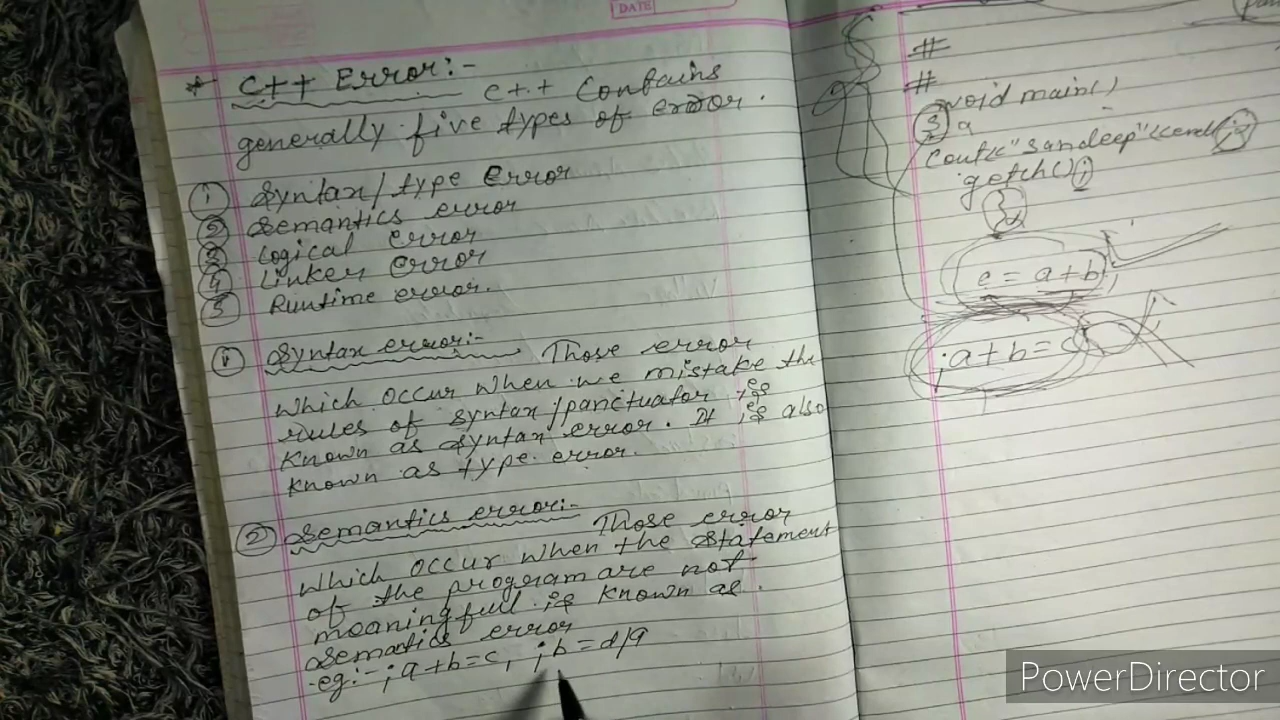 DATE
* C++ Error:-
C++ Contains
generally five types of error.
① Syntax/type Error
② Semantics error
③ Logical error
④ Linker error
⑤ Runtime error.
① Syntax error:- Those error
which occur when we mistake the
rules of syntax/panctuator is
known as syntax error. It is also
known as type error.
② Semantics error:- Those error
which occur when the statement
of the program are not
meaningfull is known as.
Semantics error
eg:- ;a+b=c, ;b=d/9
#
#
void main()
{
Cout<<"Sandeep"<<endl;
getch();
}
c = a+b;
;a+b=c
PowerDirector